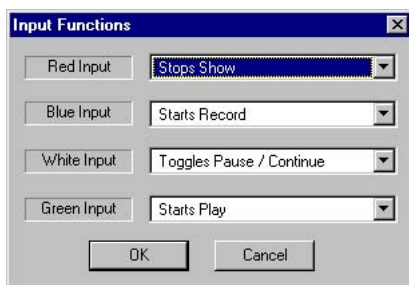 Input Functions
Red Input Stops Show
Blue Input Starts Record
White Input Toggles Pause / Continue
Green Input Starts Play
OK Cancel